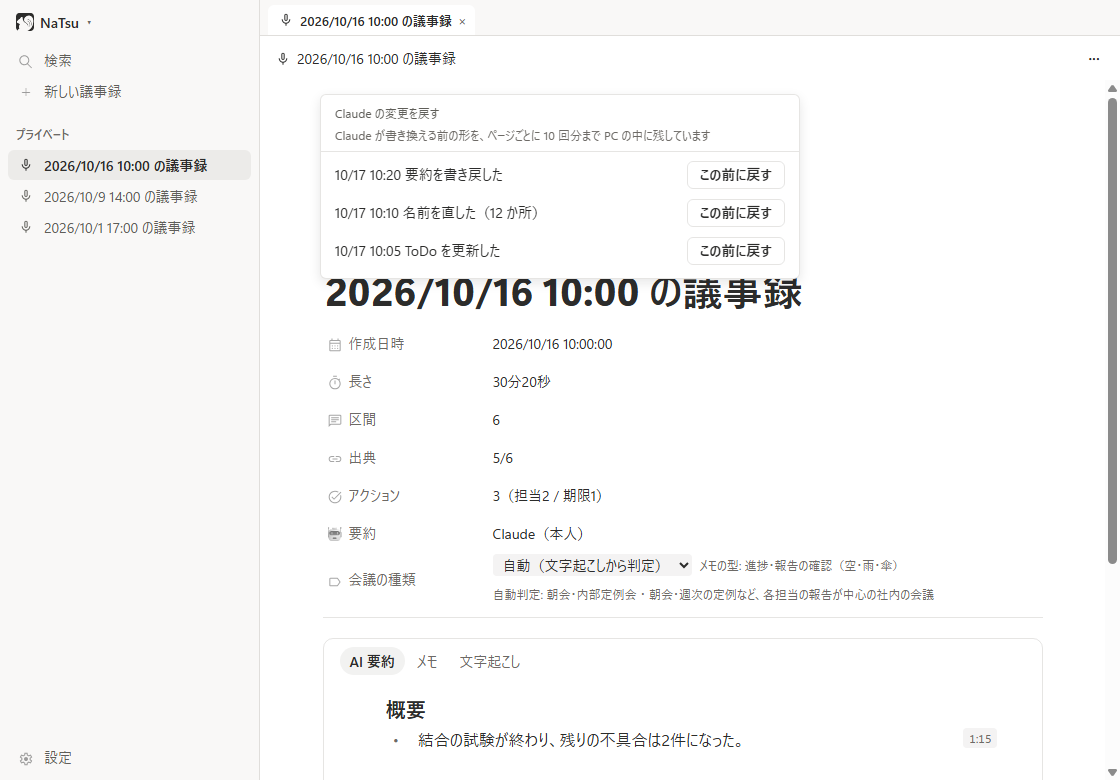 NaTsu
検索
新しい議事録
プライベート
2026/10/16 10:00 の議事録
2026/10/9 14:00 の議事録
2026/10/1 17:00 の議事録
設定
2026/10/16 10:00 の議事録 ×
2026/10/16 10:00 の議事録
Claude の変更を戻す
Claude が書き換える前の形を、ページごとに 10 回分まで PC の中に残しています
10/17 10:20 要約を書き戻した この前に戻す
10/17 10:10 名前を直した（12 か所） この前に戻す
10/17 10:05 ToDo を更新した この前に戻す
2026/10/16 10:00 の議事録
作成日時 2026/10/16 10:00:00
長さ 30分20秒
区間 6
出典 5/6
アクション 3（担当2 / 期限1）
要約 Claude（本人）
会議の種類 自動（文字起こしから判定） メモの型: 進捗・報告の確認（空・雨・傘）
自動判定: 朝会・内部定例会 ・ 朝会・週次の定例など、各担当の報告が中心の社内の会議
AI 要約 メモ 文字起こし
概要
• 結合の試験が終わり、残りの不具合は2件になった。 1:15